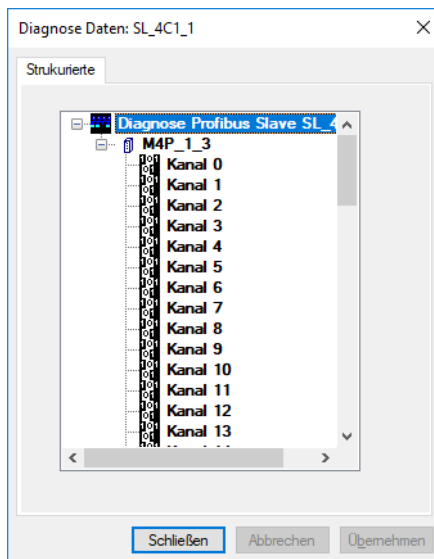 Diagnose Daten: SL_4C1_1
Strukurierte
Diagnose Profibus Slave SL_4
M4P_1_3
Kanal 0
Kanal 1
Kanal 2
Kanal 3
Kanal 4
Kanal 5
Kanal 6
Kanal 7
Kanal 8
Kanal 9
Kanal 10
Kanal 11
Kanal 12
Kanal 13
Schließen Abbrechen Übernehmen